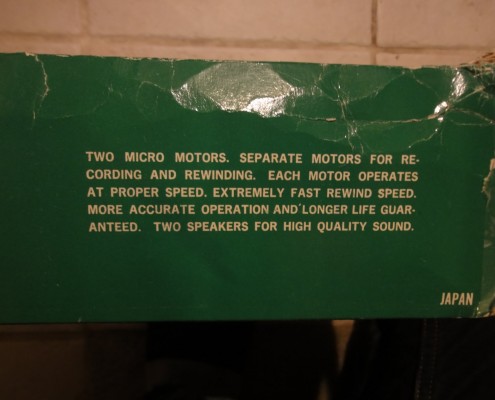 TWO MICRO MOTORS. SEPARATE MOTORS FOR RE-
CORDING AND REWINDING. EACH MOTOR OPERATES
AT PROPER SPEED. EXTREMELY FAST REWIND SPEED.
MORE ACCURATE OPERATION AND LONGER LIFE GUAR-
ANTEED. TWO SPEAKERS FOR HIGH QUALITY SOUND.
JAPAN